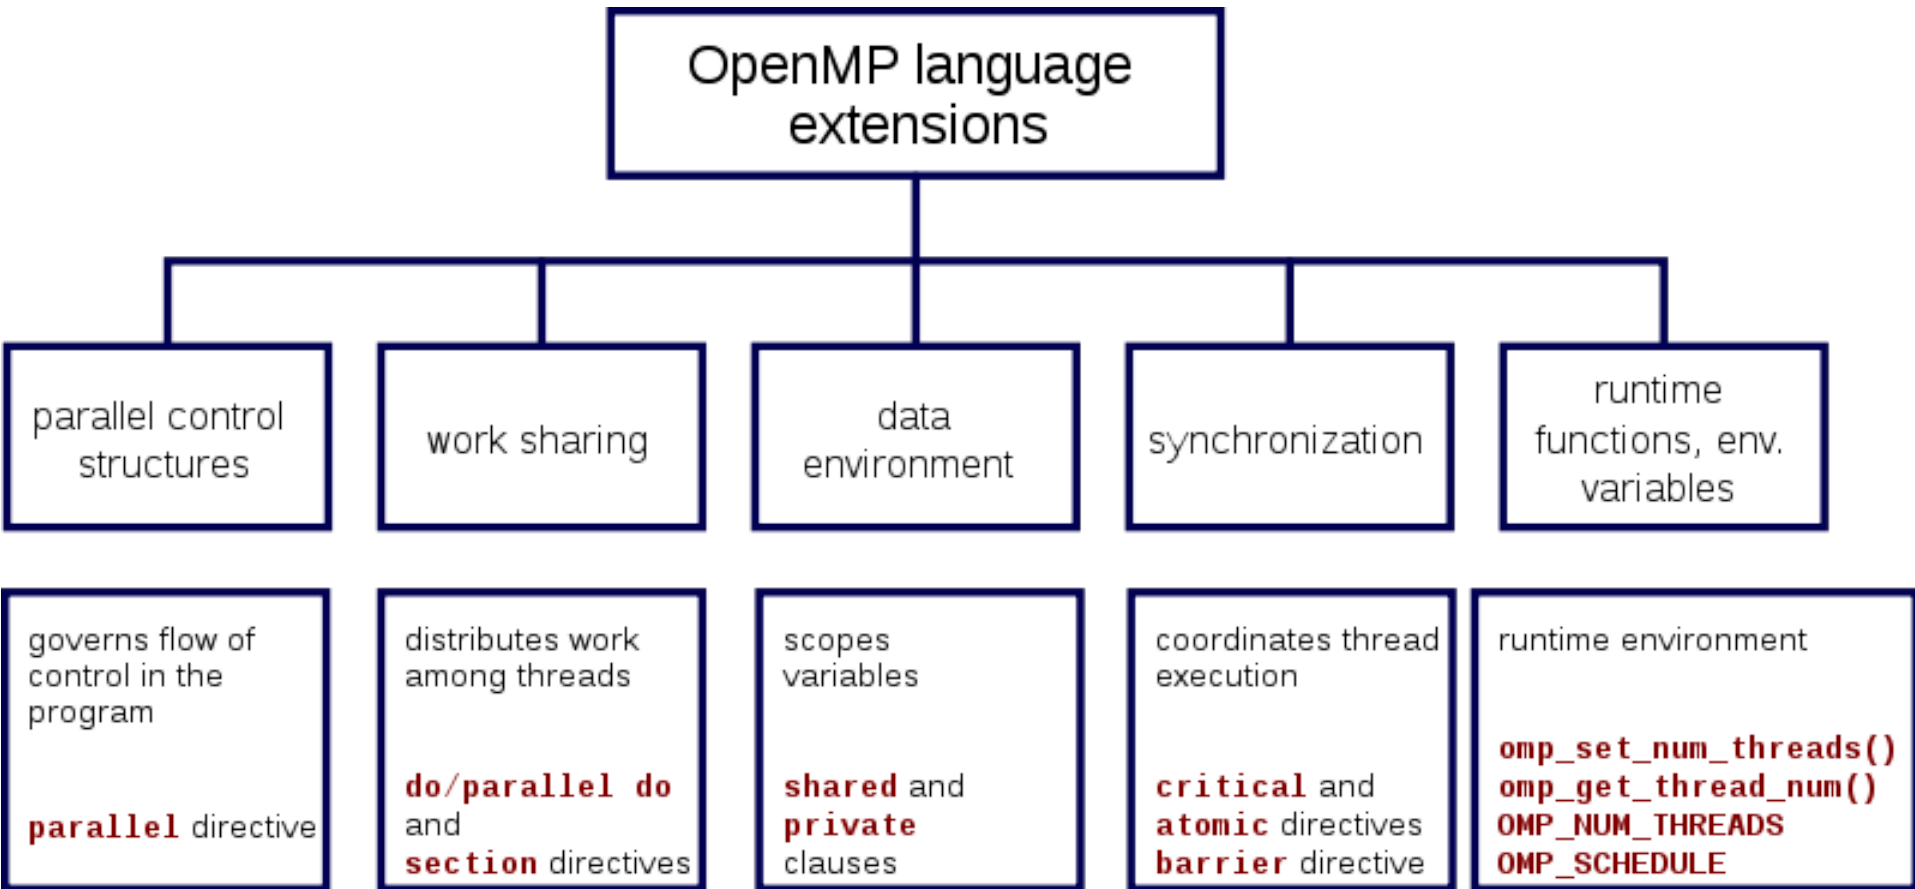 OpenMP language
extensions
parallel control
structures
work sharing
data
environment
synchronization
runtime
functions, env.
variables
governs flow of
control in the
program
parallel directive
distributes work
among threads
do/parallel do
and
section directives
scopes
variables
shared and
private
clauses
coordinates thread
execution
critical and
atomic directives
barrier directive
runtime environment
omp_set_num_threads()
omp_get_thread_num()
OMP_NUM_THREADS
OMP_SCHEDULE